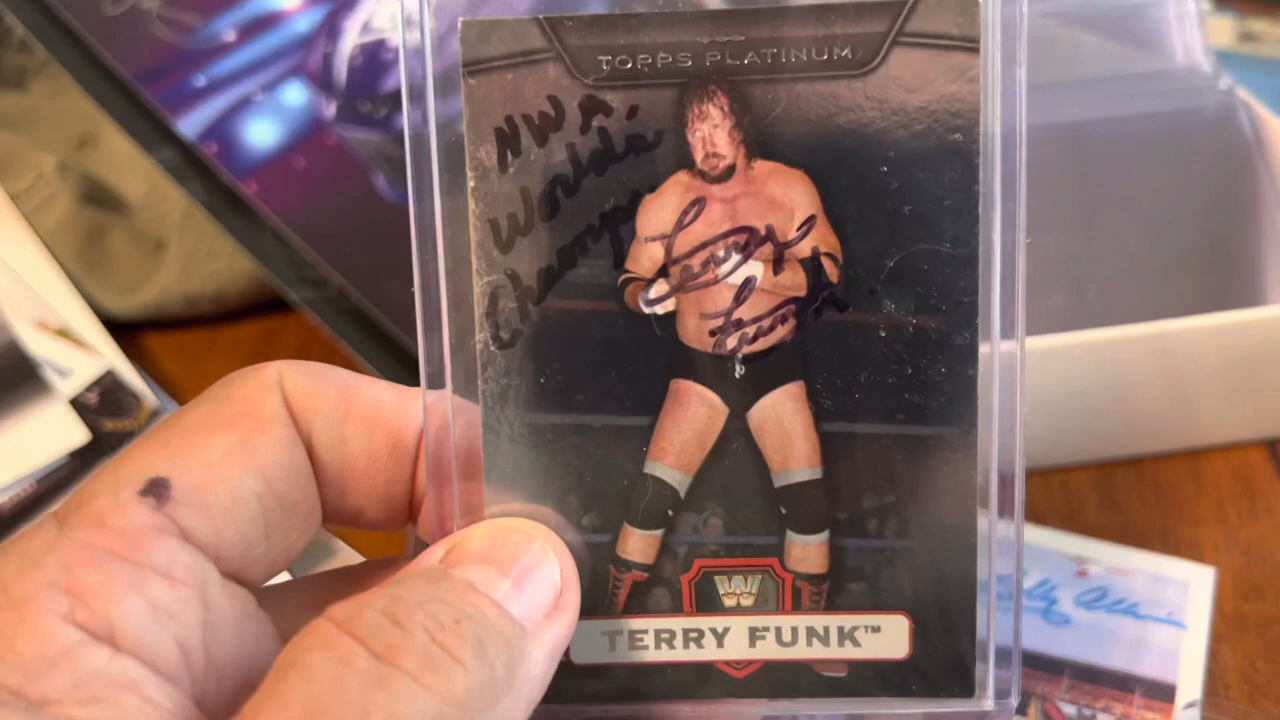 TOPPS PLATINUM
NWA.
World's
Champ.
Terry
Funk
W
TERRY FUNK™